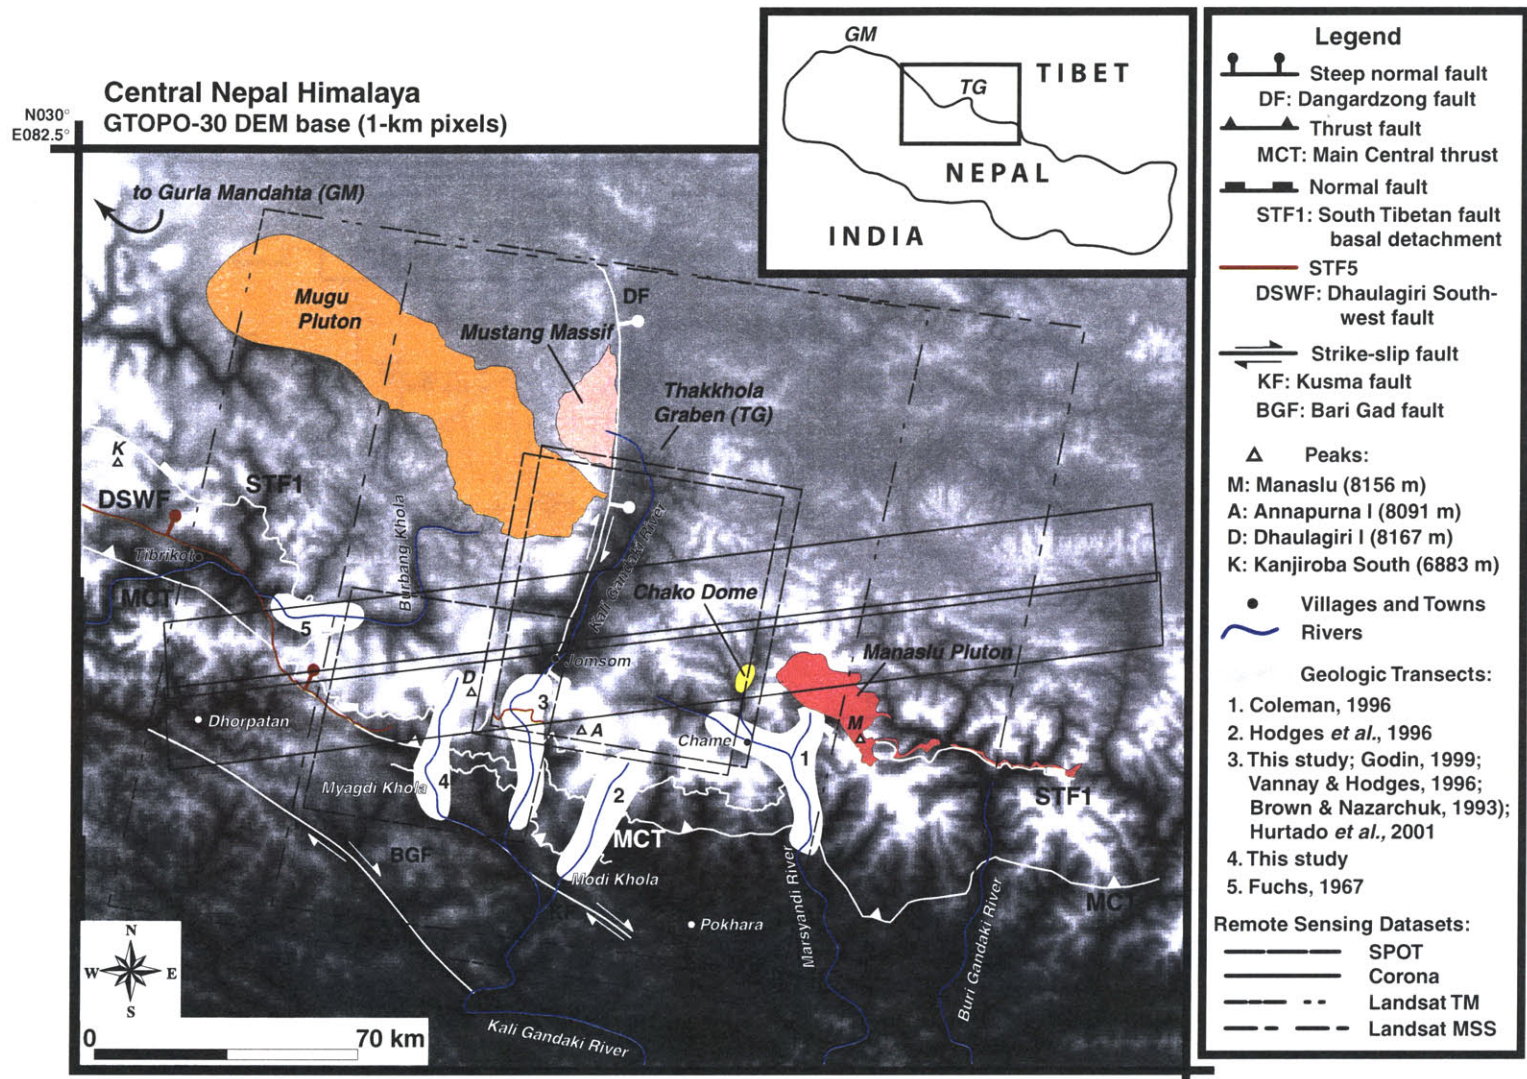 Central Nepal Himalaya
GTOPO-30 DEM base (1-km pixels)
N030°
E082.5°
to Gurla Mandahta (GM)
Mugu
Pluton
Mustang Massif
DF
Thakkhola
Graben (TG)
K
STF1
DSWF
Tibrikot
MCT
Burbang Khola
5
Kali Gandaki River
Chako Dome
Jomsom
Manaslu Pluton
D
3
Dhorpatan
A
Chamel
M
1
Myagdi Khola
4
2
STF1
MCT
BGF
Modi Khola
KF
MCT
Pokhara
Marsyandi River
Buri Gandaki River
Kali Gandaki River
N
W
E
S
0
70 km
GM
TG
TIBET
NEPAL
INDIA
Legend
Steep normal fault
DF: Dangardzong fault
Thrust fault
MCT: Main Central thrust
Normal fault
STF1: South Tibetan fault
basal detachment
STF5
DSWF: Dhaulagiri South-
west fault
Strike-slip fault
KF: Kusma fault
BGF: Bari Gad fault
Peaks:
M: Manaslu (8156 m)
A: Annapurna I (8091 m)
D: Dhaulagiri I (8167 m)
K: Kanjiroba South (6883 m)
Villages and Towns
Rivers
Geologic Transects:
1. Coleman, 1996
2. Hodges et al., 1996
3. This study; Godin, 1999;
Vannay & Hodges, 1996;
Brown & Nazarchuk, 1993);
Hurtado et al., 2001
4. This study
5. Fuchs, 1967
Remote Sensing Datasets:
SPOT
Corona
Landsat TM
Landsat MSS